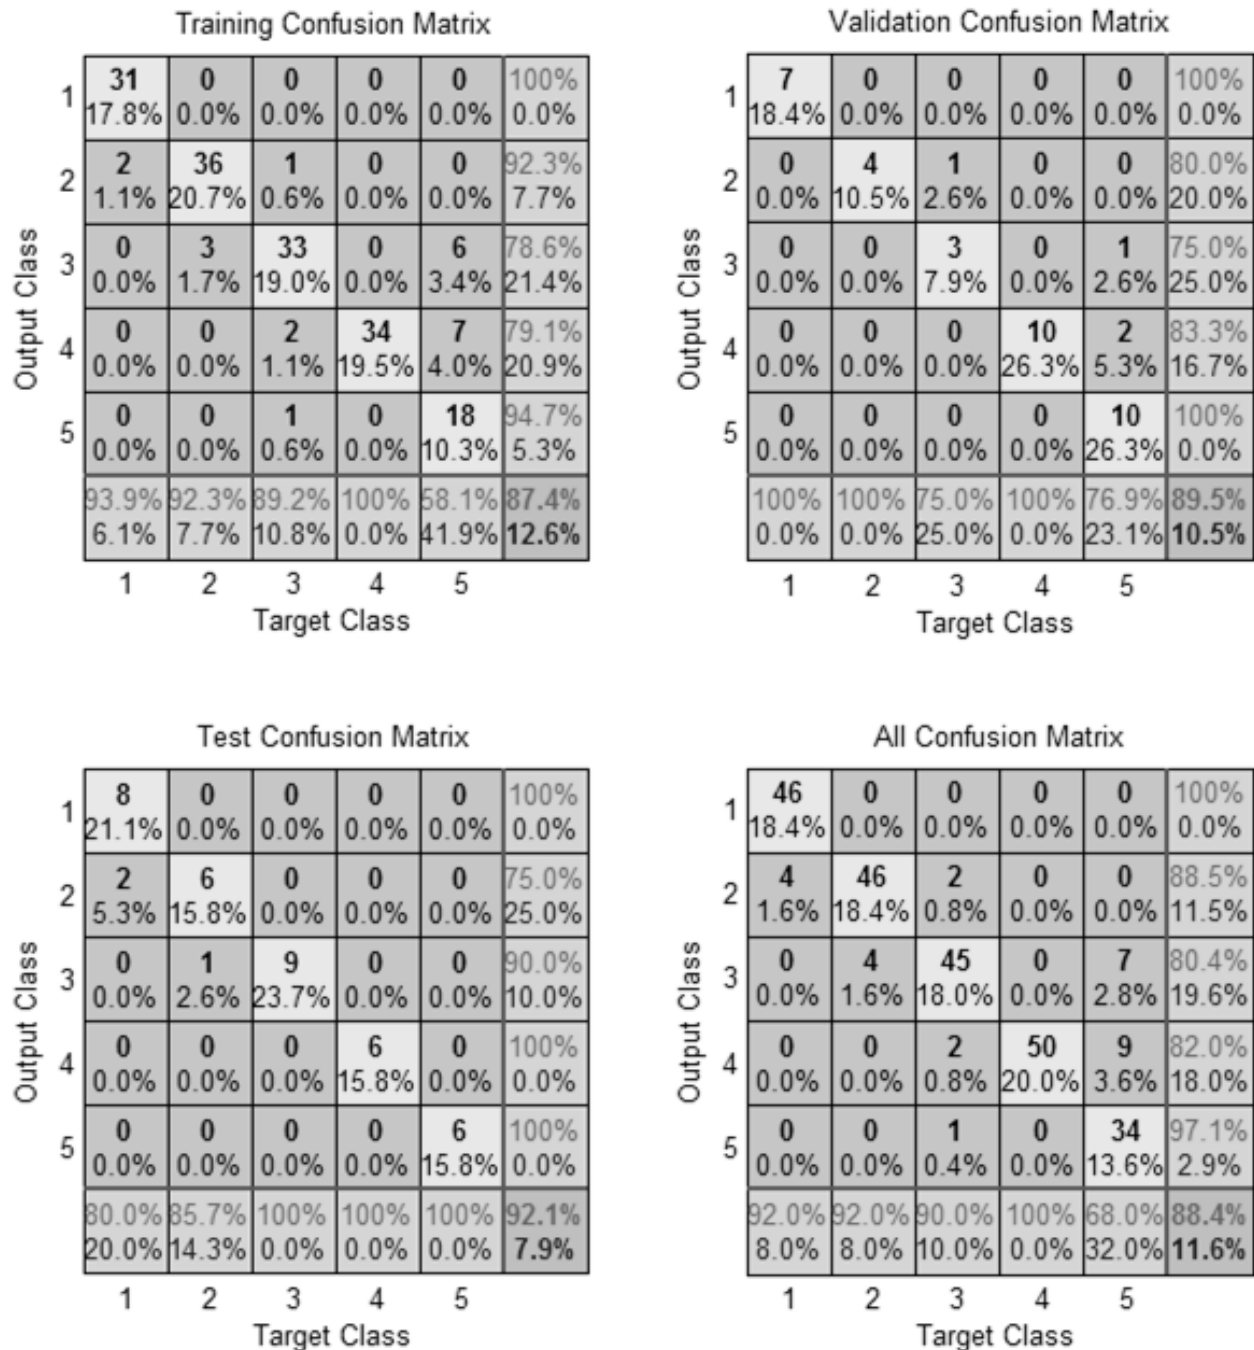 Training Confusion Matrix
31 0 0 0 0 100%
1
17.8% 0.0% 0.0% 0.0% 0.0% 0.0%
2 36 1 0 0 92.3%
2
1.1% 20.7% 0.6% 0.0% 0.0% 7.7%
0 3 33 0 6 78.6%
3
0.0% 1.7% 19.0% 0.0% 3.4% 21.4%
0 0 2 34 7 79.1%
4
0.0% 0.0% 1.1% 19.5% 4.0% 20.9%
0 0 1 0 18 94.7%
5
0.0% 0.0% 0.6% 0.0% 10.3% 5.3%
93.9% 92.3% 89.2% 100% 58.1% 87.4%
6.1% 7.7% 10.8% 0.0% 41.9% 12.6%
1 2 3 4 5
Target Class
Output Class
Validation Confusion Matrix
7 0 0 0 0 100%
1
18.4% 0.0% 0.0% 0.0% 0.0% 0.0%
0 4 1 0 0 80.0%
2
0.0% 10.5% 2.6% 0.0% 0.0% 20.0%
0 0 3 0 1 75.0%
3
0.0% 0.0% 7.9% 0.0% 2.6% 25.0%
0 0 0 10 2 83.3%
4
0.0% 0.0% 0.0% 26.3% 5.3% 16.7%
0 0 0 0 10 100%
5
0.0% 0.0% 0.0% 0.0% 26.3% 0.0%
100% 100% 75.0% 100% 76.9% 89.5%
0.0% 0.0% 25.0% 0.0% 23.1% 10.5%
1 2 3 4 5
Target Class
Output Class
Test Confusion Matrix
8 0 0 0 0 100%
1
21.1% 0.0% 0.0% 0.0% 0.0% 0.0%
2 6 0 0 0 75.0%
2
5.3% 15.8% 0.0% 0.0% 0.0% 25.0%
0 1 9 0 0 90.0%
3
0.0% 2.6% 23.7% 0.0% 0.0% 10.0%
0 0 0 6 0 100%
4
0.0% 0.0% 0.0% 15.8% 0.0% 0.0%
0 0 0 0 6 100%
5
0.0% 0.0% 0.0% 0.0% 15.8% 0.0%
80.0% 85.7% 100% 100% 100% 92.1%
20.0% 14.3% 0.0% 0.0% 0.0% 7.9%
1 2 3 4 5
Target Class
Output Class
All Confusion Matrix
46 0 0 0 0 100%
1
18.4% 0.0% 0.0% 0.0% 0.0% 0.0%
4 46 2 0 0 88.5%
2
1.6% 18.4% 0.8% 0.0% 0.0% 11.5%
0 4 45 0 7 80.4%
3
0.0% 1.6% 18.0% 0.0% 2.8% 19.6%
0 0 2 50 9 82.0%
4
0.0% 0.0% 0.8% 20.0% 3.6% 18.0%
0 0 1 0 34 97.1%
5
0.0% 0.0% 0.4% 0.0% 13.6% 2.9%
92.0% 92.0% 90.0% 100% 68.0% 88.4%
8.0% 8.0% 10.0% 0.0% 32.0% 11.6%
1 2 3 4 5
Target Class
Output Class